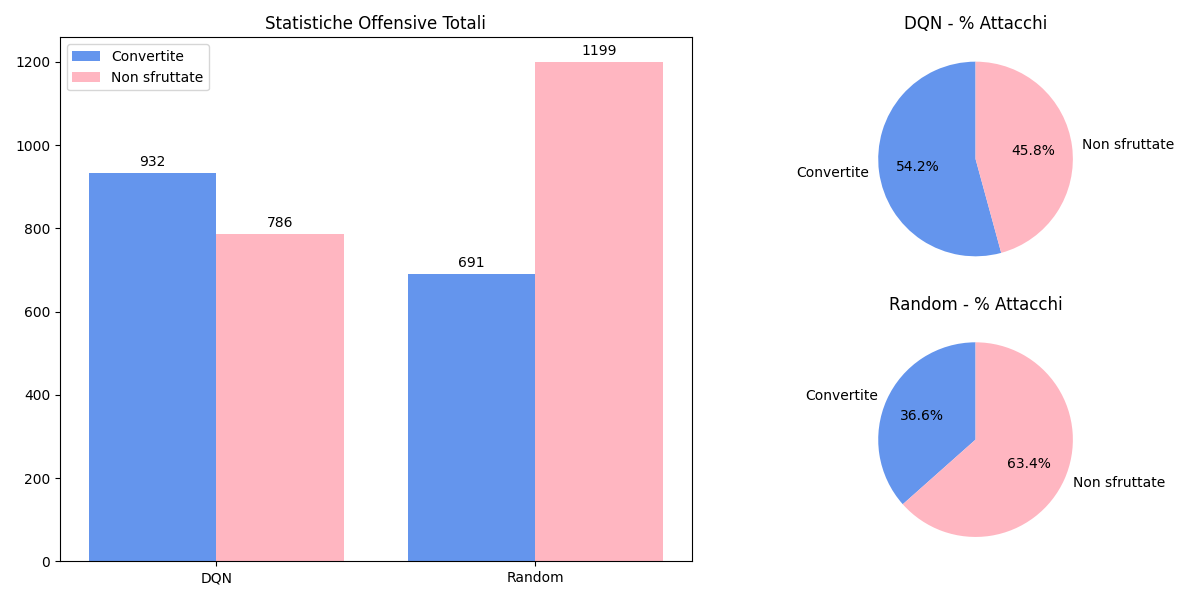 Statistiche Offensive Totali
Convertite
Non sfruttate
1200
1000
800
600
400
200
0
932
786
691
1199
DQN
Random
DQN - % Attacchi
Convertite
54.2%
45.8%
Non sfruttate
Random - % Attacchi
Convertite
36.6%
63.4%
Non sfruttate